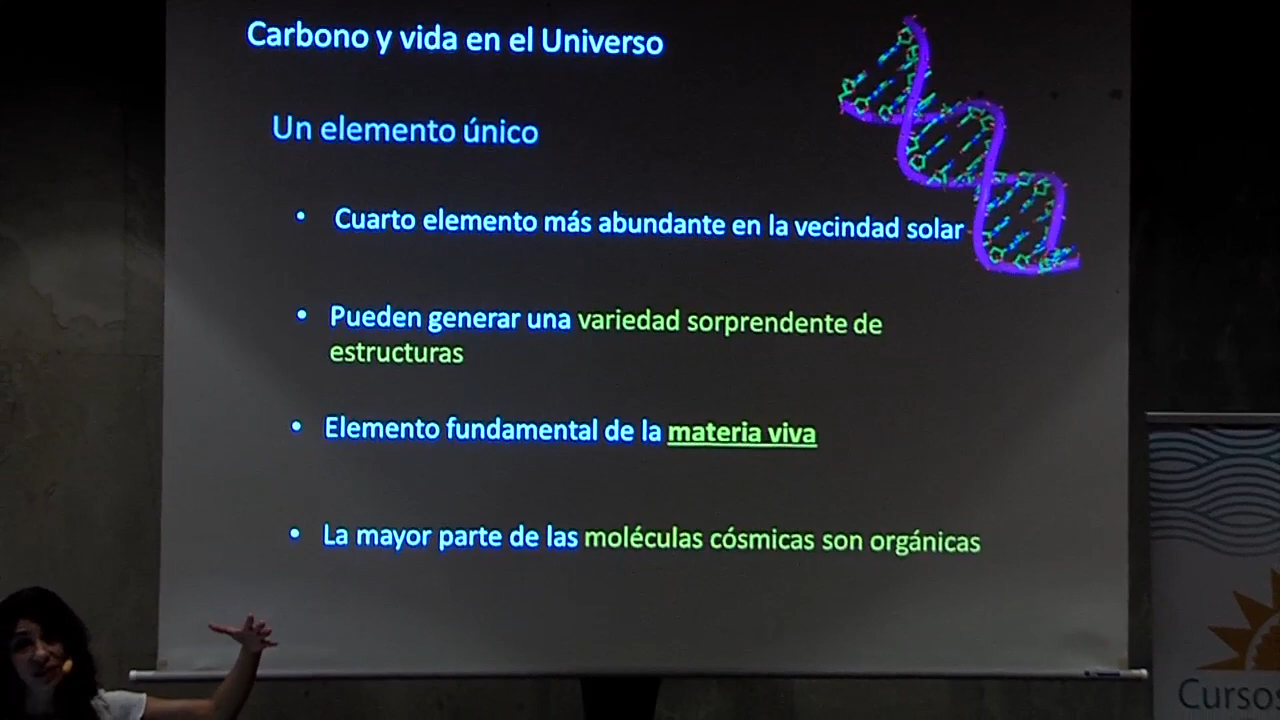 Carbono y vida en el Universo
Un elemento único
• Cuarto elemento más abundante en la vecindad solar
• Pueden generar una variedad sorprendente de
estructuras
• Elemento fundamental de la materia viva
• La mayor parte de las moléculas cósmicas son orgánicas
Cursos